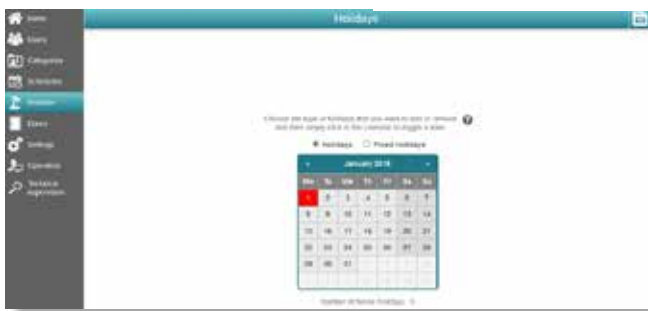 Holidays
Home
Users
Categories
Schedules
Holidays
Doors
Settings
Operators
Technical
supervision
Choose the type of holidays that you want to add or remove
and then simply click in the calendar to toggle a date
Holidays Fixed holidays
January 2018
Mo Tu We Th Fr Sa Su
1 2 3 4 5 6 7
8 9 10 11 12 13 14
15 16 17 18 19 20 21
22 23 24 25 26 27 28
29 30 31
Number of holidays